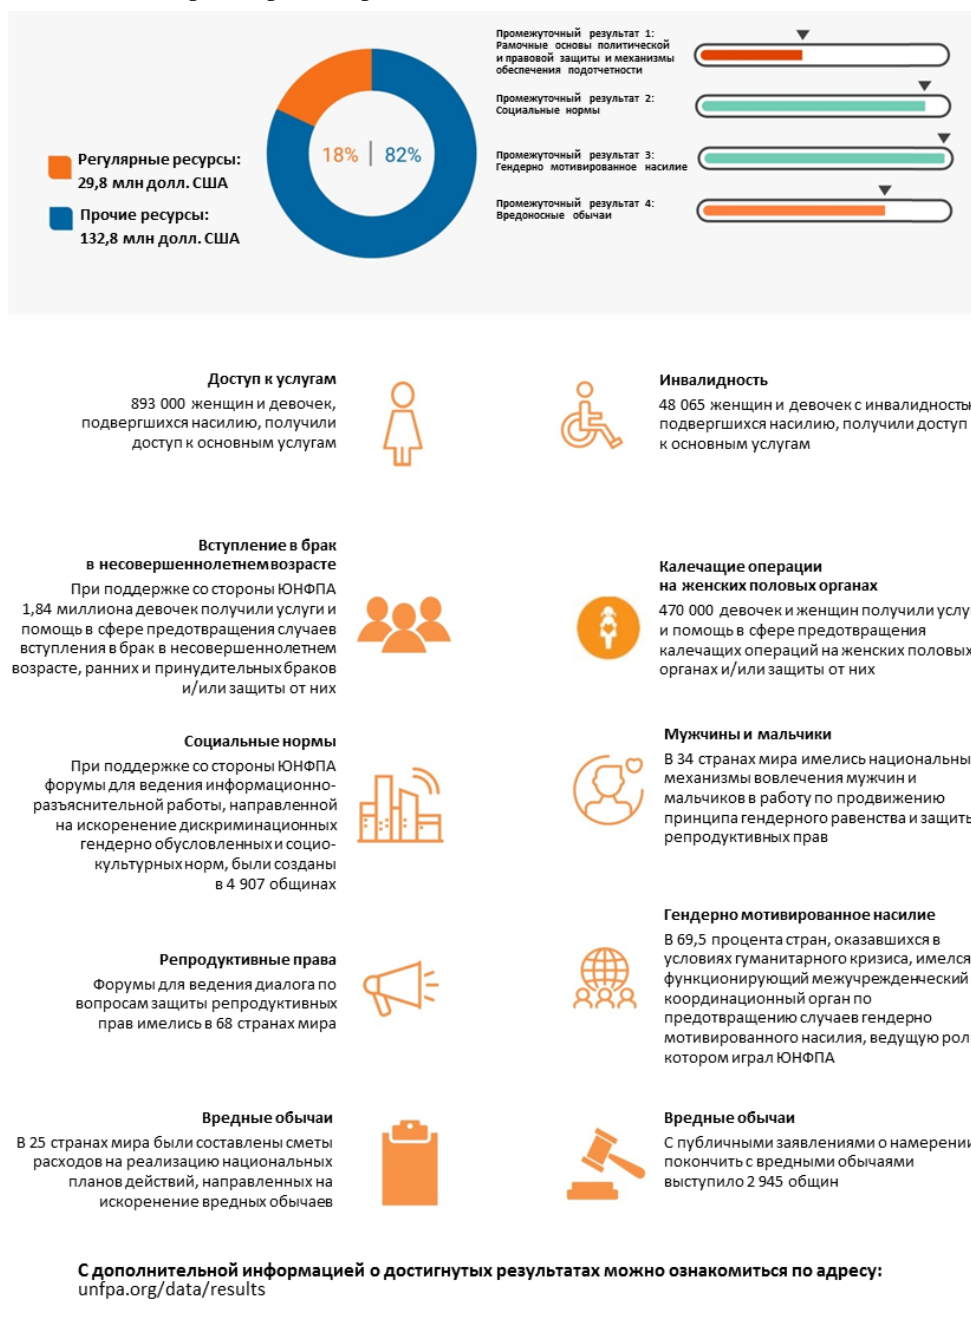 Промежуточный результат 1:
Рамочные основы политической
и правовой защиты и механизмы
обеспечения подотчетности
Промежуточный результат 2:
Социальные нормы
Промежуточный результат 3:
Гендерно мотивированное насилие
Промежуточный результат 4:
Вредоносные обычаи
18% | 82%
Регулярные ресурсы:
29,8 млн долл. США
Прочие ресурсы:
132,8 млн долл. США
Доступ к услугам
893 000 женщин и девочек,
подвергшихся насилию, получили
доступ к основным услугам
Инвалидность
48 065 женщин и девочек с инвалидность
подвергшихся насилию, получили доступ
к основным услугам
Вступление в брак
в несовершеннолетнем возрасте
При поддержке со стороны ЮНФПА
1,84 миллиона девочек получили услуги и
помощь в сфере предотвращения случаев
вступления в брак в несовершеннолетнем
возрасте, ранних и принудительных браков
и/или защиты от них
Калечащие операции
на женских половых органах
470 000 девочек и женщин получили услу
и помощь в сфере предотвращения
калечащих операций на женских половых
органах и/или защиты от них
Социальные нормы
При поддержке со стороны ЮНФПА
форумы для ведения информационно-
разъяснительной работы, направленной
на искоренение дискриминационных
гендерно обусловленных и социо-
культурных норм, были созданы
в 4 907 общинах
Мужчины и мальчики
В 34 странах мира имелись национальны
механизмы вовлечения мужчин и
мальчиков в работу по продвижению
принципа гендерного равенства и защиты
репродуктивных прав
Репродуктивные права
Форумы для ведения диалога по
вопросам защиты репродуктивных
прав имелись в 68 странах мира
Гендерно мотивированное насилие
В 69,5 процента стран, оказавшихся в
условиях гуманитарного кризиса, имелся
функционирующий межучрежденческий
координационный орган по
предотвращению случаев гендерно
мотивированного насилия, ведущую рол
котором играл ЮНФПА
Вредные обычаи
В 25 странах мира были составлены сметы
расходов на реализацию национальных
планов действий, направленных на
искоренение вредных обычаев
Вредные обычаи
С публичными заявлениями о намерении
покончить с вредными обычаями
выступило 2 945 общин
С дополнительной информацией о достигнутых результатах можно ознакомиться по адресу:
unfpa.org/data/results